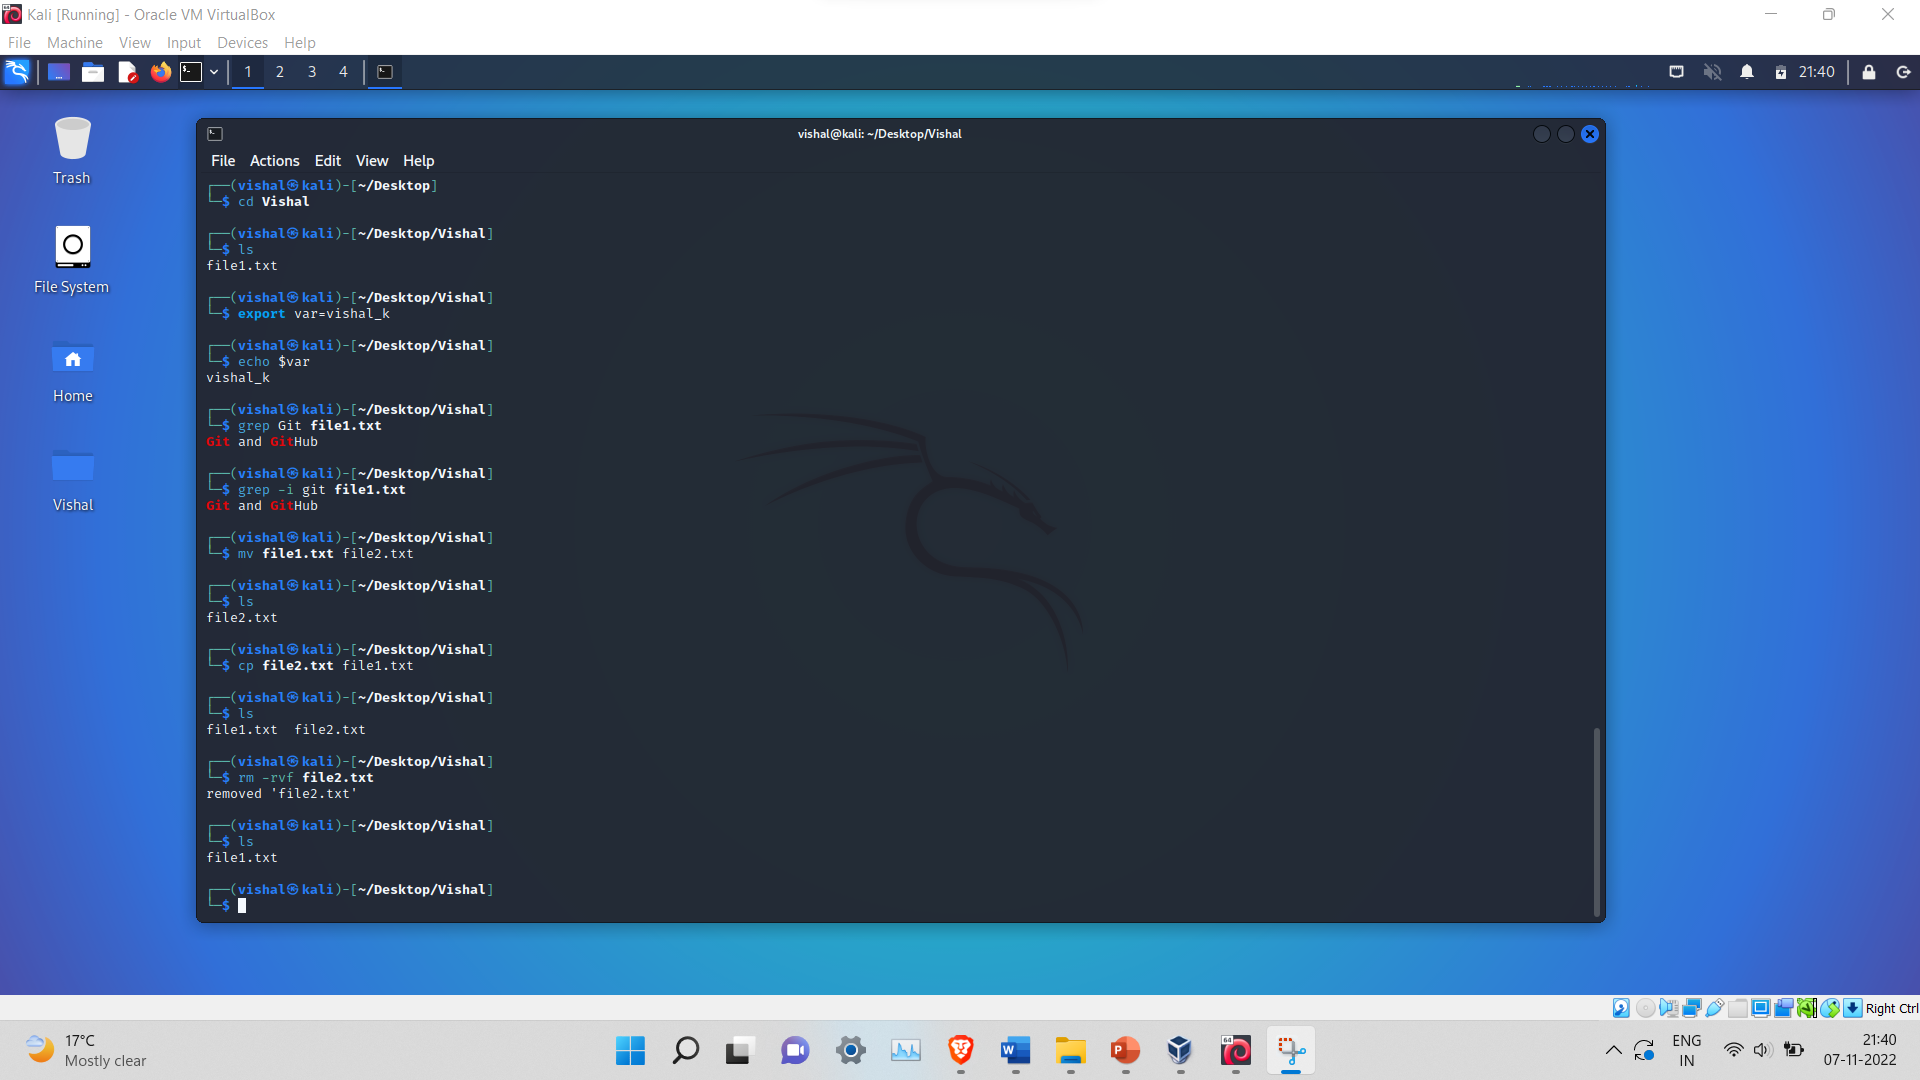 Kali [Running] - Oracle VM VirtualBox
File Machine View Input Devices Help
1 2 3 4 21:40
Trash
File System
Home
Vishal
vishal@kali: ~/Desktop/Vishal
File Actions Edit View Help
┌──(vishal㉿kali)-[~/Desktop]
└─$ cd Vishal
┌──(vishal㉿kali)-[~/Desktop/Vishal]
└─$ ls
file1.txt
┌──(vishal㉿kali)-[~/Desktop/Vishal]
└─$ export var=vishal_k
┌──(vishal㉿kali)-[~/Desktop/Vishal]
└─$ echo $var
vishal_k
┌──(vishal㉿kali)-[~/Desktop/Vishal]
└─$ grep Git file1.txt
Git and GitHub
┌──(vishal㉿kali)-[~/Desktop/Vishal]
└─$ grep -i git file1.txt
Git and GitHub
┌──(vishal㉿kali)-[~/Desktop/Vishal]
└─$ mv file1.txt file2.txt
┌──(vishal㉿kali)-[~/Desktop/Vishal]
└─$ ls
file2.txt
┌──(vishal㉿kali)-[~/Desktop/Vishal]
└─$ cp file2.txt file1.txt
┌──(vishal㉿kali)-[~/Desktop/Vishal]
└─$ ls
file1.txt  file2.txt
┌──(vishal㉿kali)-[~/Desktop/Vishal]
└─$ rm -rvf file2.txt
removed 'file2.txt'
┌──(vishal㉿kali)-[~/Desktop/Vishal]
└─$ ls
file1.txt
┌──(vishal㉿kali)-[~/Desktop/Vishal]
└─$
Right Ctrl
17°C
Mostly clear
ENG
IN
21:40
07-11-2022